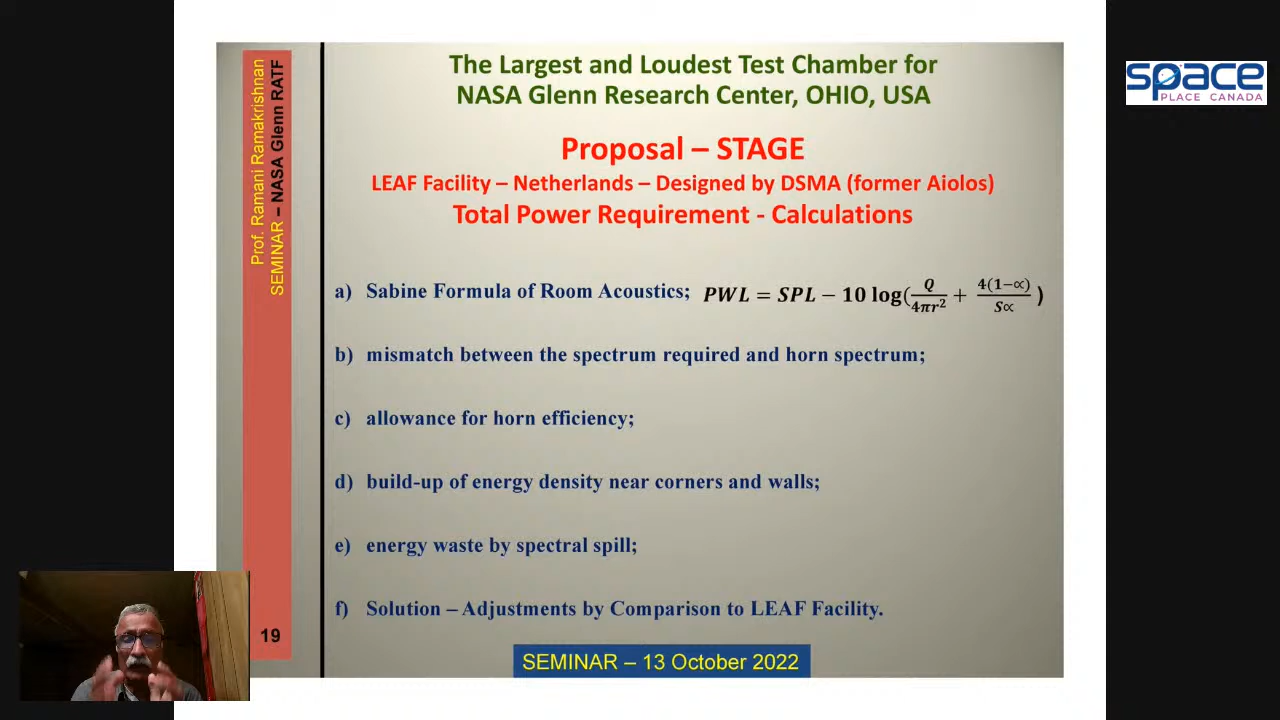 The Largest and Loudest Test Chamber for
NASA Glenn Research Center, OHIO, USA
Proposal – STAGE
LEAF Facility – Netherlands – Designed by DSMA (former Aiolos)
Total Power Requirement - Calculations
a) Sabine Formula of Room Acoustics; PWL = SPL − 10 log(Q/4πr² + 4(1−∝)/S∝)
b) mismatch between the spectrum required and horn spectrum;
c) allowance for horn efficiency;
d) build-up of energy density near corners and walls;
e) energy waste by spectral spill;
f) Solution – Adjustments by Comparison to LEAF Facility.
SEMINAR – 13 October 2022
Prof. Ramani Ramakrishnan
SEMINAR – NASA Glenn RATF
19
space
PLACE CANADA